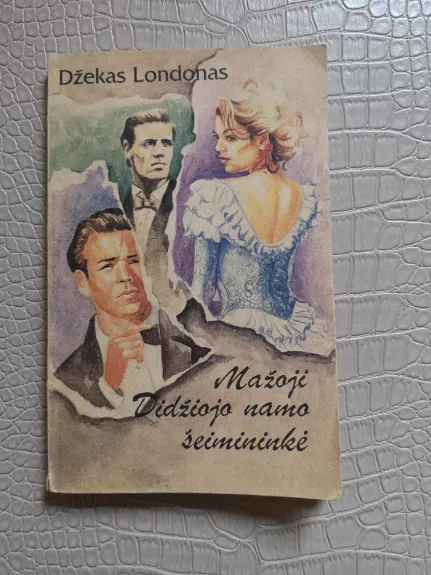 Džekas Londonas
Mažoji
Didžiojo namo
šeimininkė